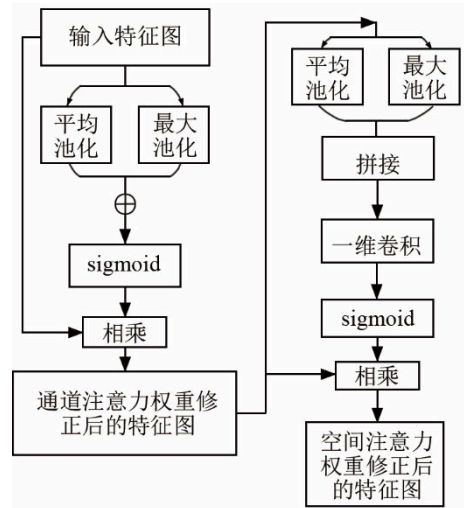 输入特征图
平均
池化
最大
池化
sigmoid
相乘
通道注意力权重修
正后的特征图
平均
池化
最大
池化
拼接
一维卷积
sigmoid
相乘
空间注意力
权重修正后
的特征图